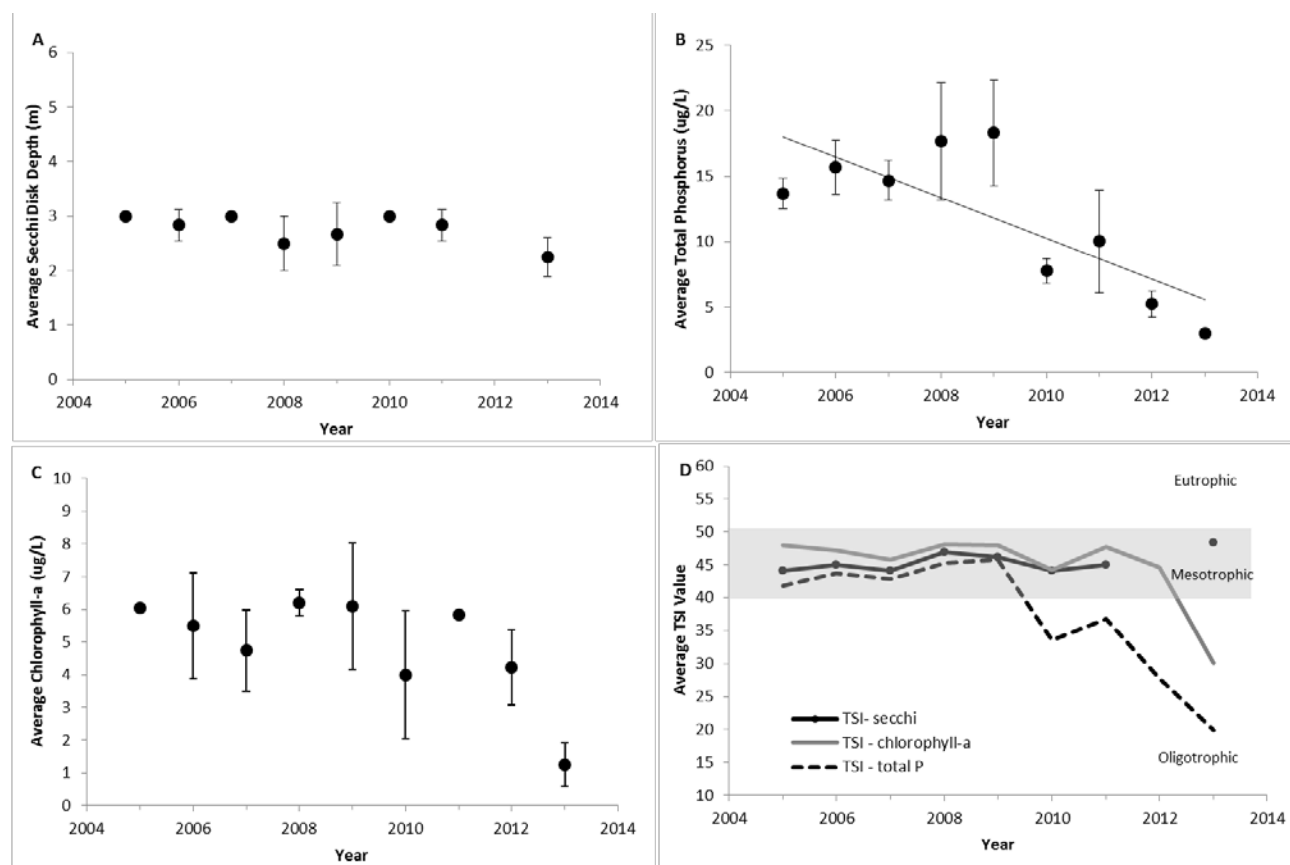 A
Average Secchi Disk Depth (m)
6
5
4
3
2
1
0
2004 2006 2008 2010 2012 2014
Year
B
Average Total Phosphorus (ug/L)
25
20
15
10
5
0
2004 2006 2008 2010 2012 2014
Year
C
Average Chlorophyll-a (ug/L)
10
9
8
7
6
5
4
3
2
1
0
2004 2006 2008 2010 2012 2014
Year
D
Average TSI Value
60
55
50
45
40
35
30
25
20
15
10
Eutrophic
Mesotrophic
Oligotrophic
TSI- secchi
TSI - chlorophyll-a
TSI - total P
2004 2006 2008 2010 2012 2014
Year